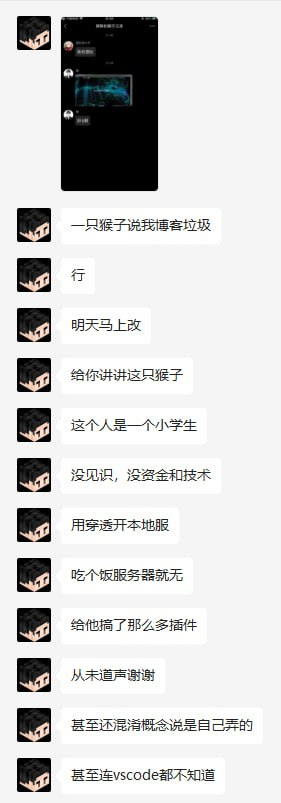 一只猴子说我博客垃圾
行
明天马上改
给你讲讲这只猴子
这个人是一个小学生
没见识，没资金和技术
用穿透开本地服
吃个饭服务器就无
给他搞了那么多插件
从未道声谢谢
甚至还混淆概念说是自己弄的
甚至连vscode都不知道